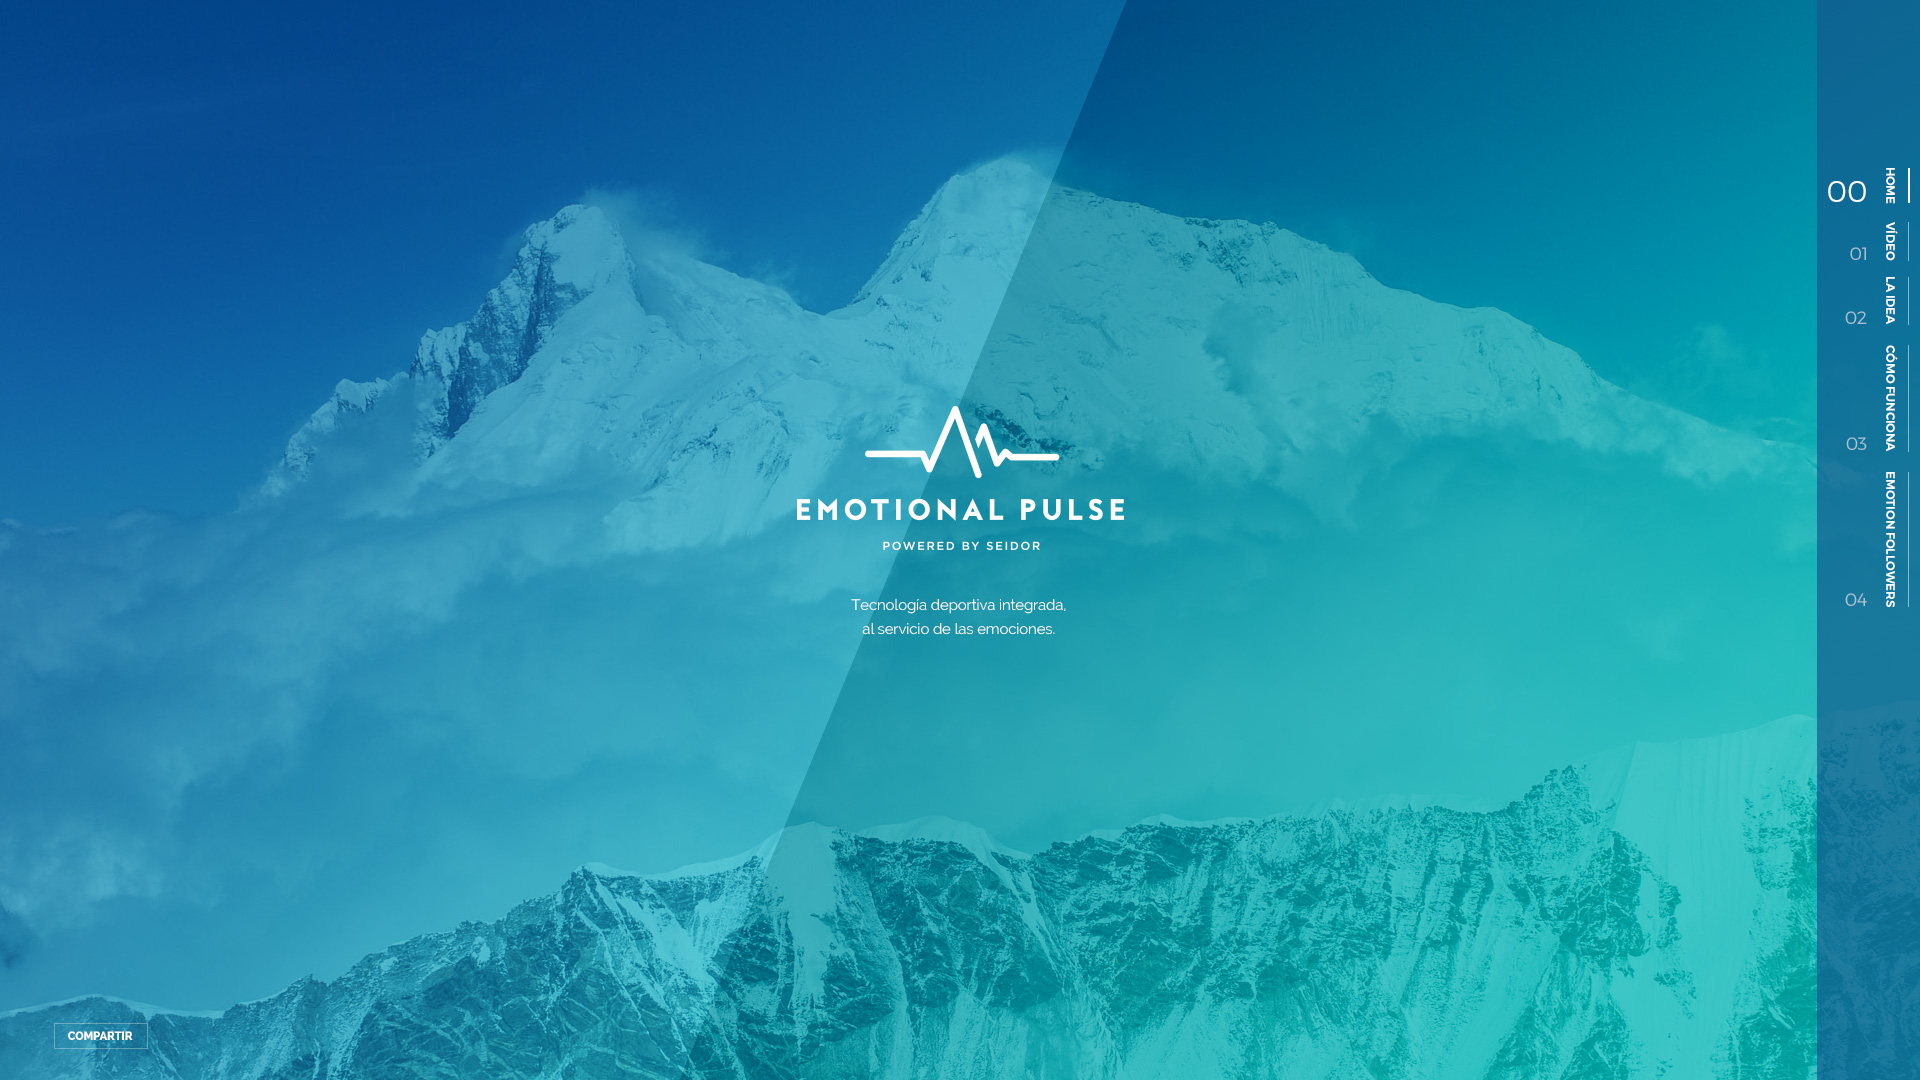 EMOTIONAL PULSE
POWERED BY SEIDOR
Tecnología deportiva integrada,
al servicio de las emociones.
00 HOME
01 VÍDEO
02 LA IDEA
03 CÓMO FUNCIONA
04 EMOTION FOLLOWERS
COMPARTIR